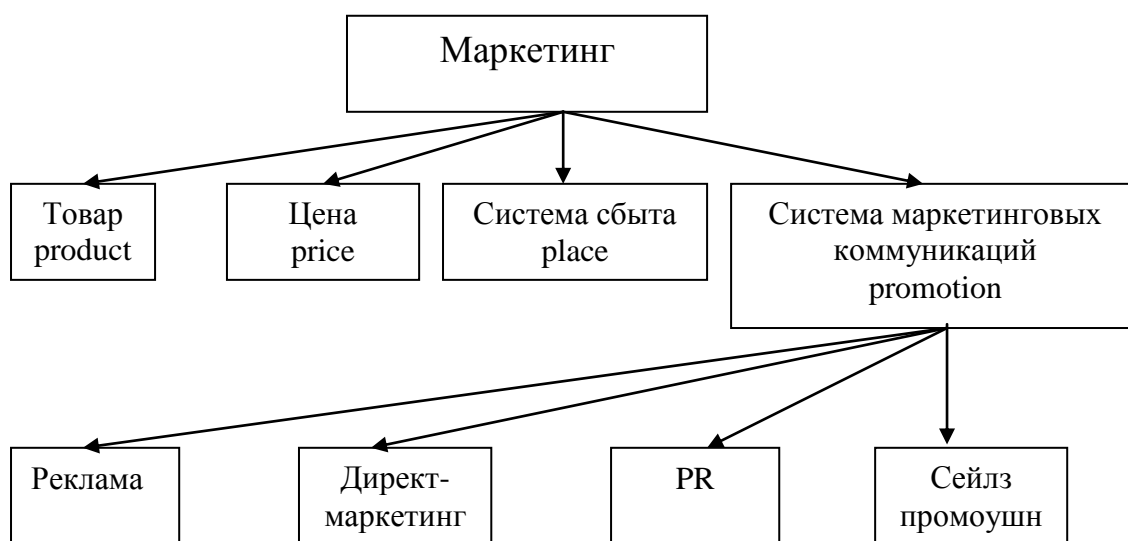 Маркетинг
Товар
product
Цена
price
Система сбыта
place
Система маркетинговых
коммуникаций
promotion
Реклама
Директ-
маркетинг
PR
Сейлз
промоушн